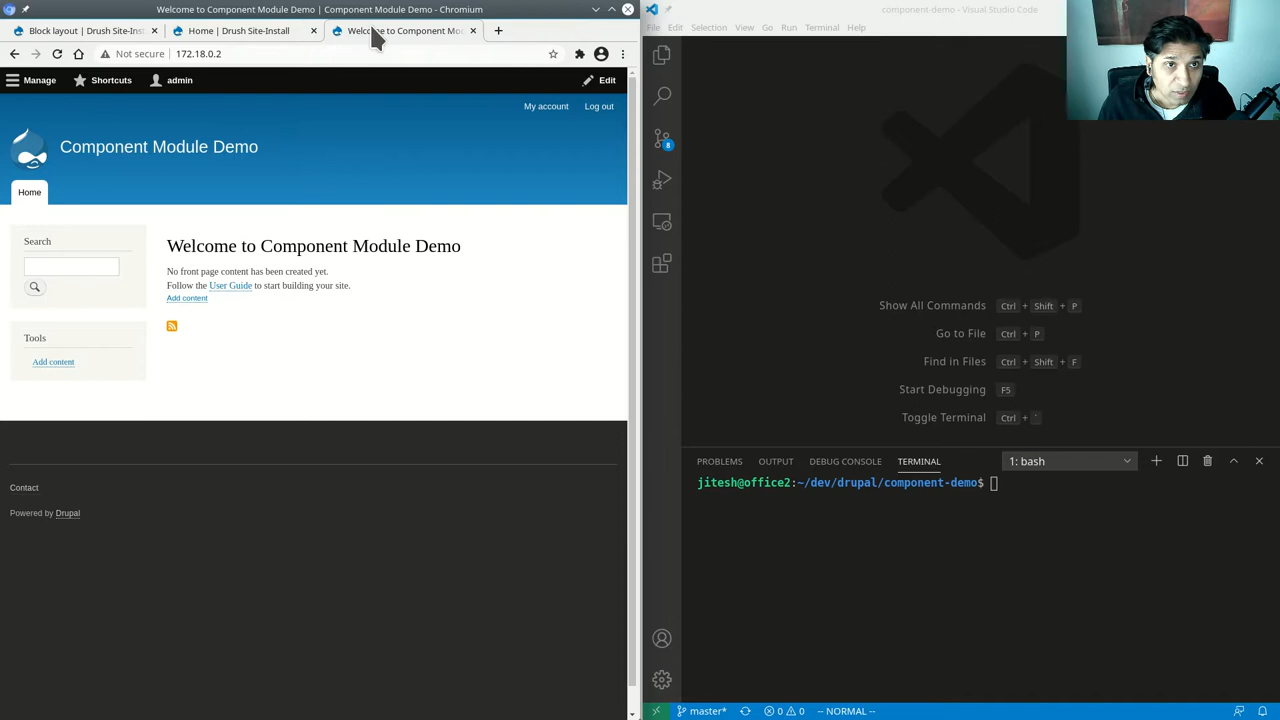 Welcome to Component Module Demo | Component Module Demo - Chromium
Block layout | Drush Site-Ins
Home | Drush Site-Install
Welcome to Component Mo
Not secure | 172.18.0.2
Manage
Shortcuts
admin
Edit
My account
Log out
Component Module Demo
Home
Search
Welcome to Component Module Demo
No front page content has been created yet.
Follow the User Guide to start building your site.
Add content
Tools
Add content
Contact
Powered by Drupal
component-demo - Visual Studio Code
File Edit Selection View Go Run Terminal Help
8
Show All Commands Ctrl + Shift + P
Go to File Ctrl + P
Find in Files Ctrl + Shift + F
Start Debugging F5
Toggle Terminal Ctrl + `
PROBLEMS OUTPUT DEBUG CONSOLE TERMINAL
1: bash
jitesh@office2:~/dev/drupal/component-demo$
master* 0 0 -- NORMAL --